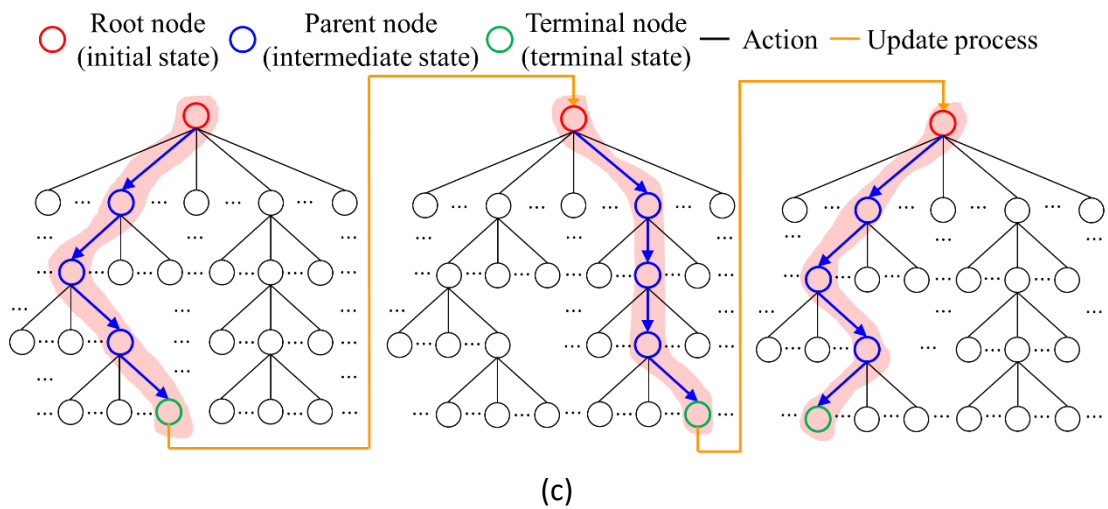 Root node
(initial state)
Parent node
(intermediate state)
Terminal node
(terminal state)
Action
Update process
(c)